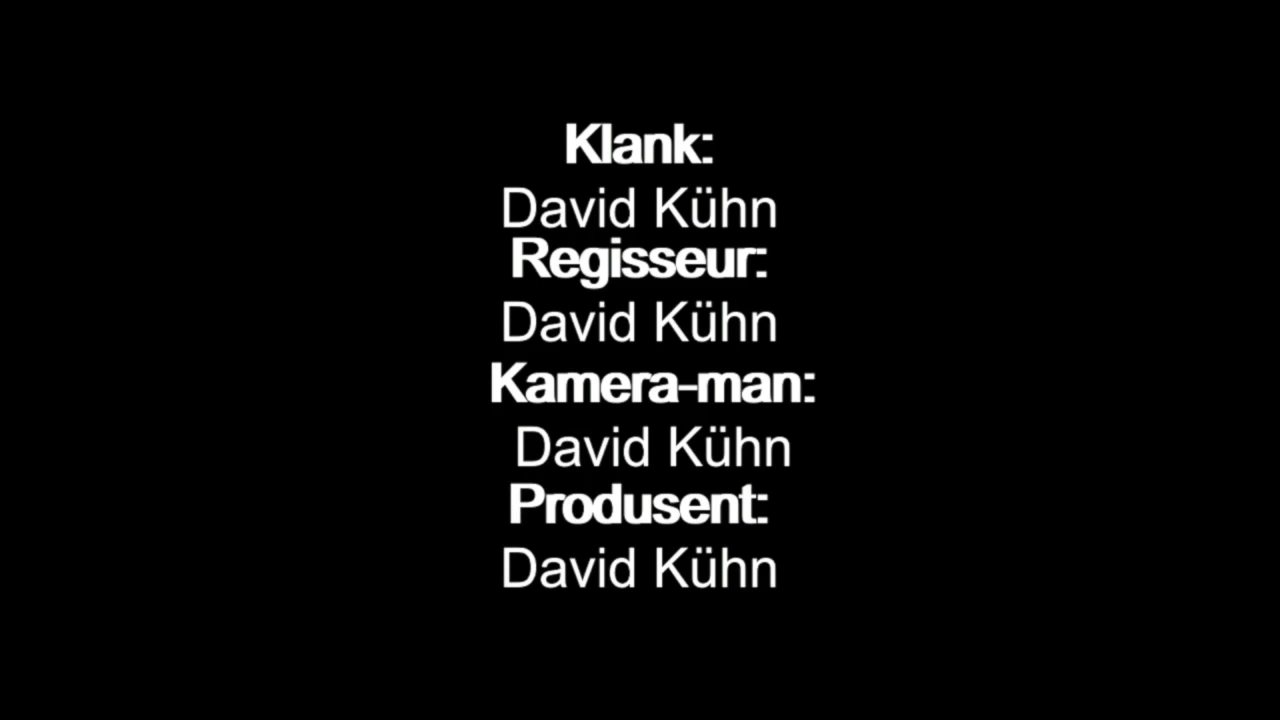 Klank:
David Kühn
Regisseur:
David Kühn
Kamera-man:
David Kühn
Produsent:
David Kühn